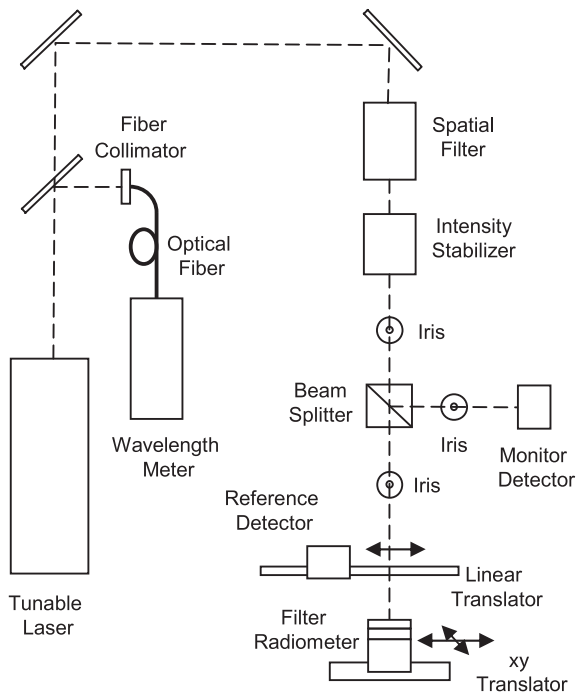 Fiber
Collimator
Spatial
Filter
Optical
Fiber
Intensity
Stabilizer
Iris
Beam
Splitter
Iris
Wavelength
Meter
Monitor
Detector
Iris
Reference
Detector
Linear
Translator
Tunable
Laser
Filter
Radiometer
xy
Translator